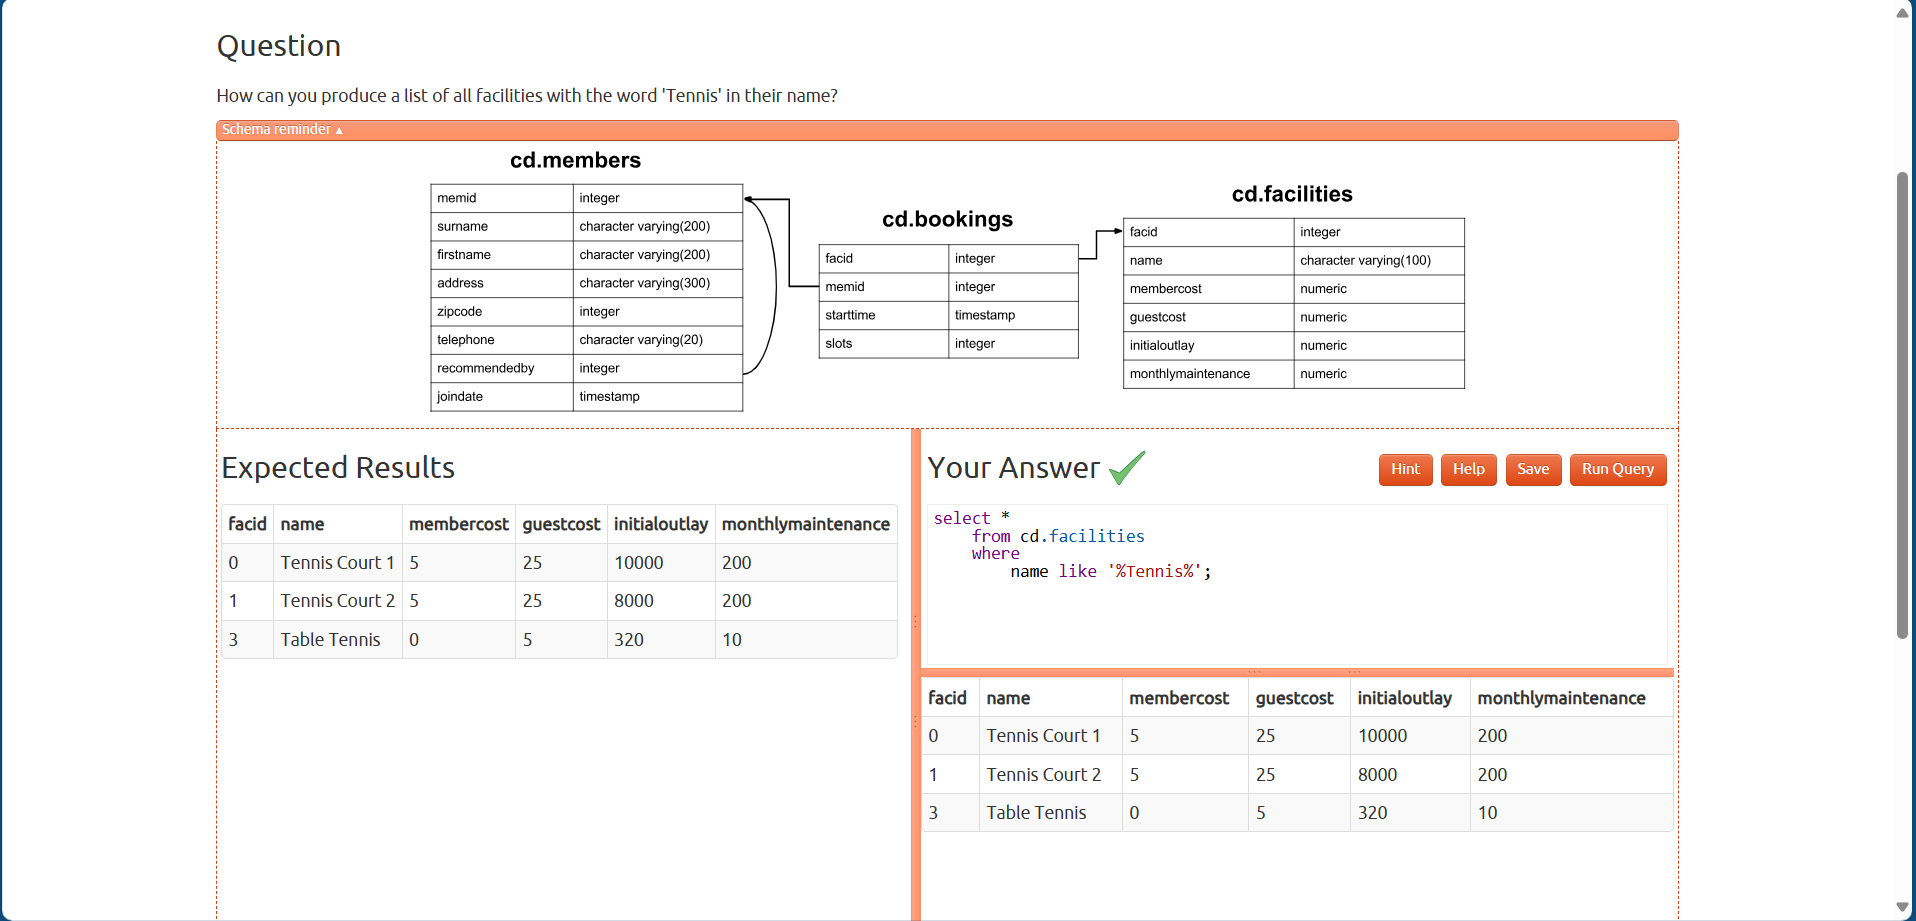 Question
How can you produce a list of all facilities with the word 'Tennis' in their name?
Schema reminder ▲
cd.members
memid integer
surname character varying(200)
firstname character varying(200)
address character varying(300)
zipcode integer
telephone character varying(20)
recommendedby integer
joindate timestamp
cd.bookings
facid integer
memid integer
starttime timestamp
slots integer
cd.facilities
facid integer
name character varying(100)
membercost numeric
guestcost numeric
initialoutlay numeric
monthlymaintenance numeric
Expected Results
facid name membercost guestcost initialoutlay monthlymaintenance
0 Tennis Court 1 5 25 10000 200
1 Tennis Court 2 5 25 8000 200
3 Table Tennis 0 5 320 10
Your Answer
Hint Help Save Run Query
select *
    from cd.facilities
    where
        name like '%Tennis%';
facid name membercost guestcost initialoutlay monthlymaintenance
0 Tennis Court 1 5 25 10000 200
1 Tennis Court 2 5 25 8000 200
3 Table Tennis 0 5 320 10